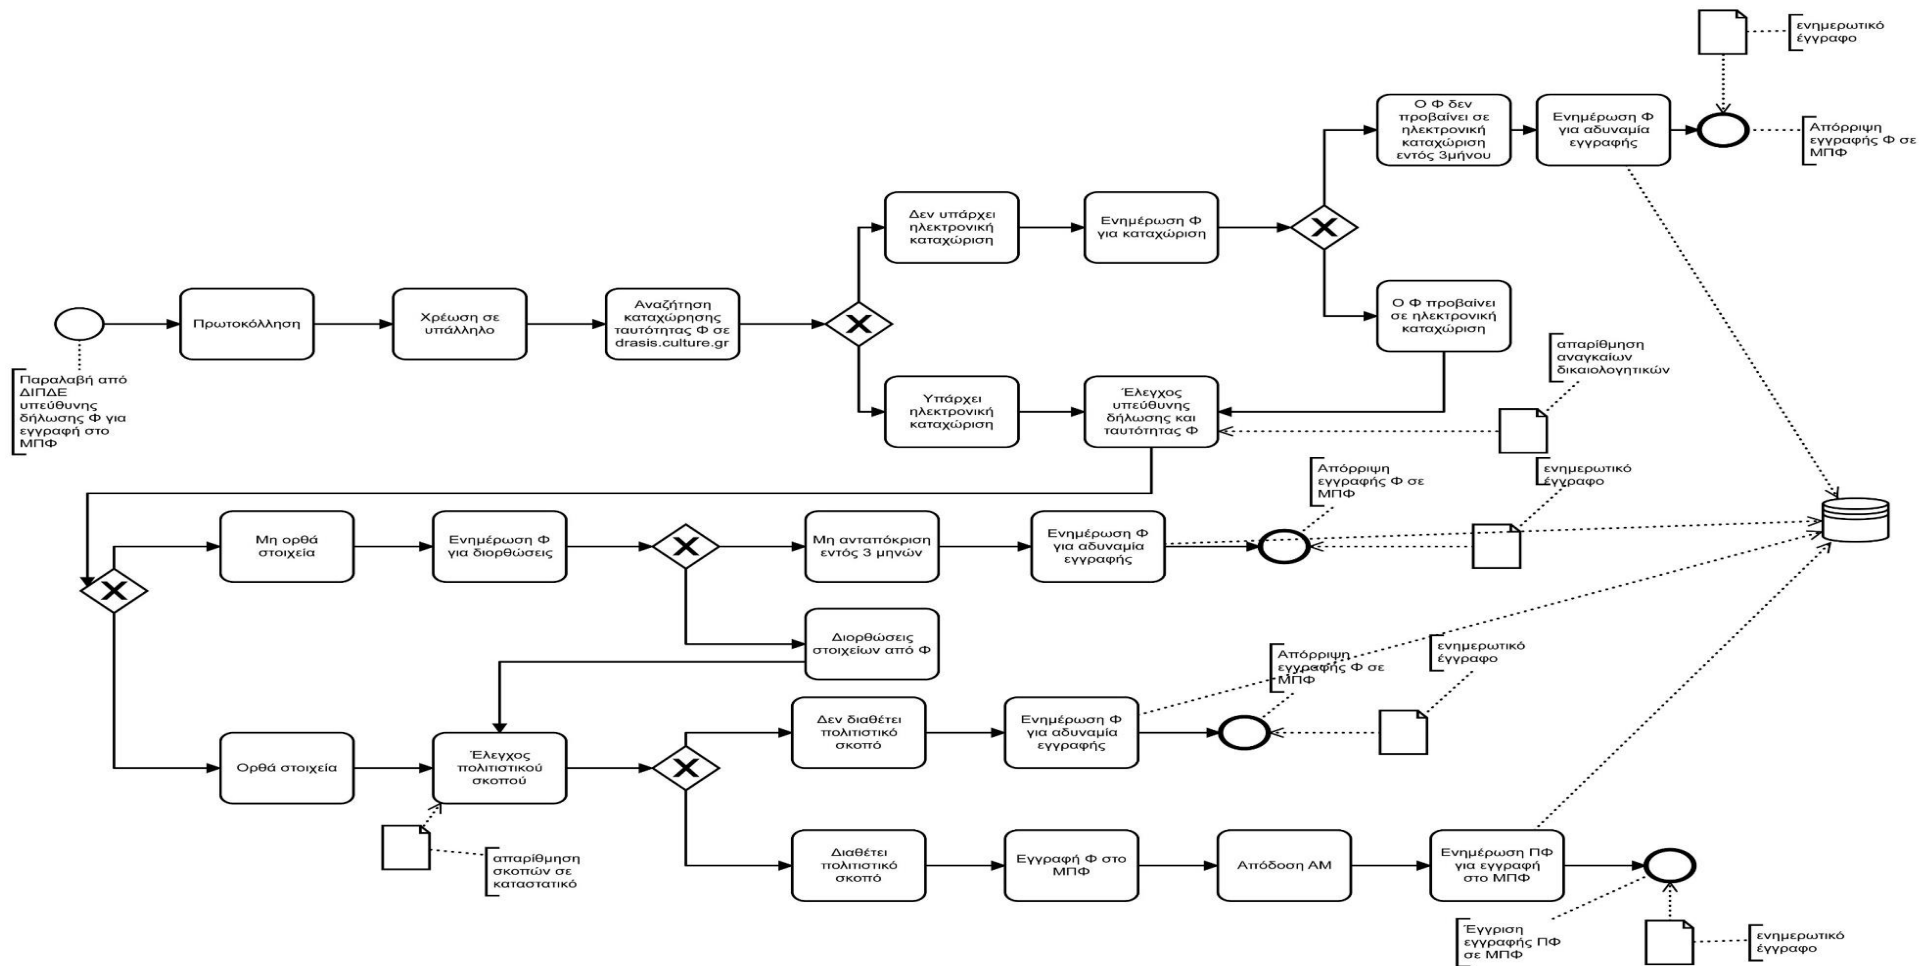 ενημερωτικό
έγγραφο
Ο Φ δεν
προβαίνει σε
ηλεκτρονική
καταχώριση
εντός 3μήνου
Ενημέρωση Φ
για αδυναμία
εγγραφής
Απόρριψη
εγγραφής Φ σε
ΜΠΦ
Δεν υπάρχει
ηλεκτρονική
καταχώριση
Ενημέρωση Φ
για καταχώριση
Πρωτοκόλληση
Χρέωση σε
υπάλληλο
Αναζήτηση
καταχώρησης
ταυτότητας Φ σε
drasis.culture.gr
Ο Φ προβαίνει
σε ηλεκτρονική
καταχώριση
Παραλαβή από
ΔΙΠΔΕ
υπεύθυνης
δήλωσης Φ για
εγγραφή στο
ΜΠΦ
Υπάρχει
ηλεκτρονική
καταχώριση
Έλεγχος
υπεύθυνης
δήλωσης και
ταυτότητας Φ
απαρίθμηση
αναγκαίων
δικαιολογητικών
Μη ορθά
στοιχεία
Ενημέρωση Φ
για διορθώσεις
Μη ανταπόκριση
εντός 3 μηνών
Ενημέρωση Φ
για αδυναμία
εγγραφής
Απόρριψη
εγγραφής Φ σε
ΜΠΦ
ενημερωτικό
έγγραφο
Διορθώσεις
στοιχείων από Φ
Ορθά στοιχεία
Έλεγχος
πολιτιστικού
σκοπού
Δεν διαθέτει
πολιτιστικό
σκοπό
Ενημέρωση Φ
για αδυναμία
εγγραφής
Απόρριψη
εγγραφής Φ σε
ΜΠΦ
ενημερωτικό
έγγραφο
απαρίθμηση
σκοπών σε
καταστατικό
Διαθέτει
πολιτιστικό
σκοπό
Εγγραφή Φ στο
ΜΠΦ
Απόδοση ΑΜ
Ενημέρωση ΠΦ
για εγγραφή
στο ΜΠΦ
Έγγριση
εγγραφής ΠΦ
σε ΜΠΦ
ενημερωτικό
έγγραφο